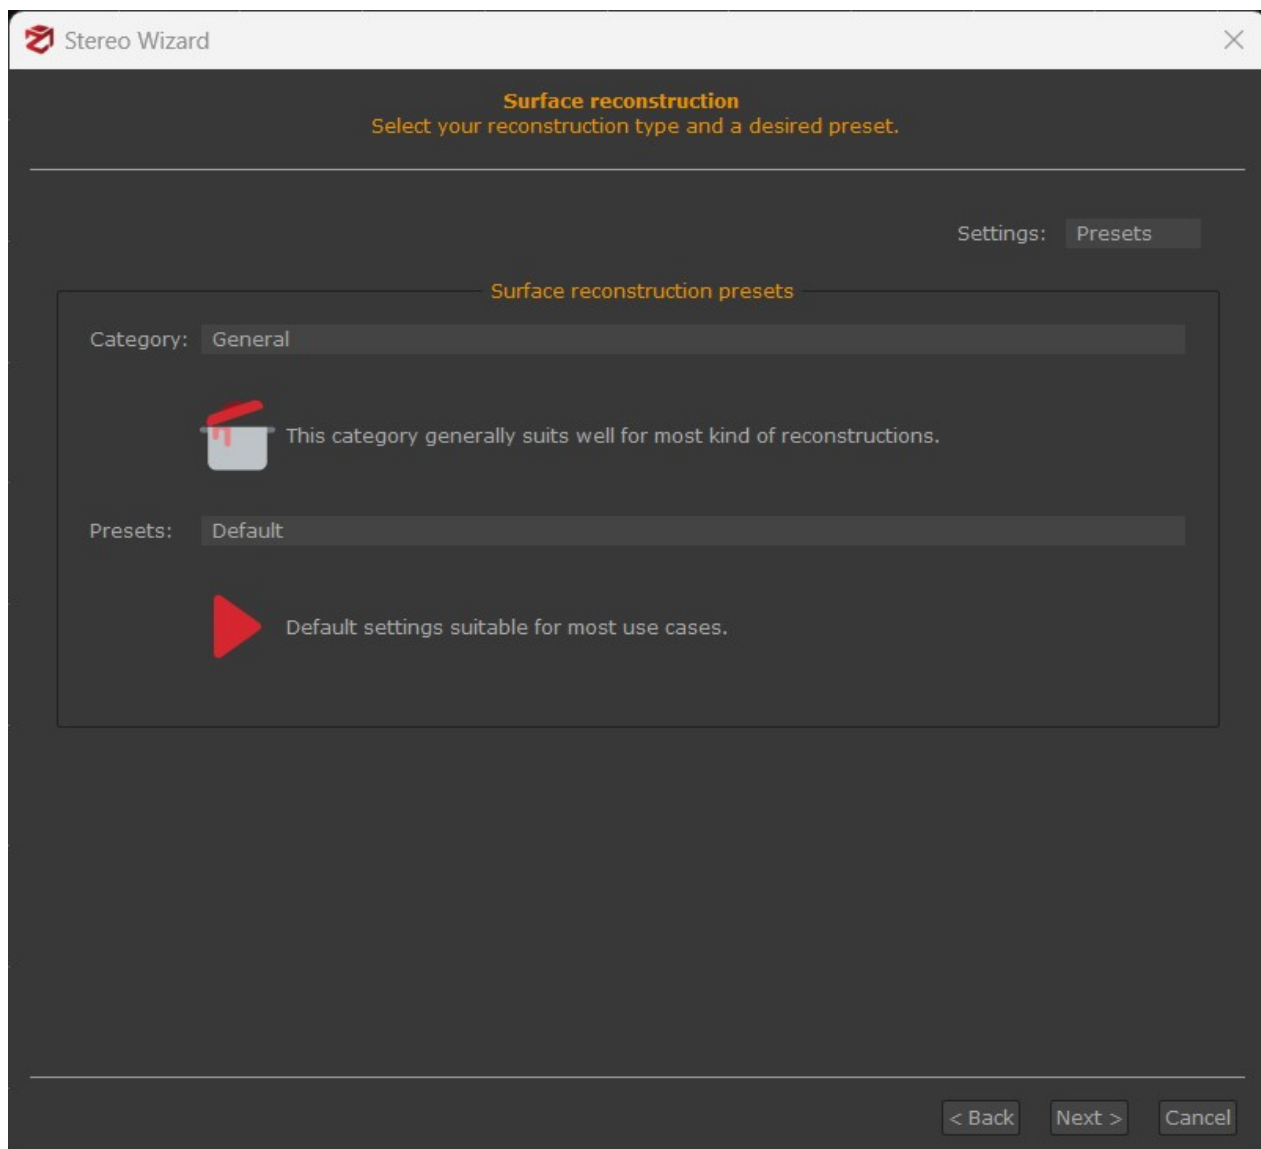 Stereo Wizard
Surface reconstruction
Select your reconstruction type and a desired preset.
Settings: Presets
Surface reconstruction presets
Category: General
This category generally suits well for most kind of reconstructions.
Presets: Default
Default settings suitable for most use cases.
< Back Next > Cancel